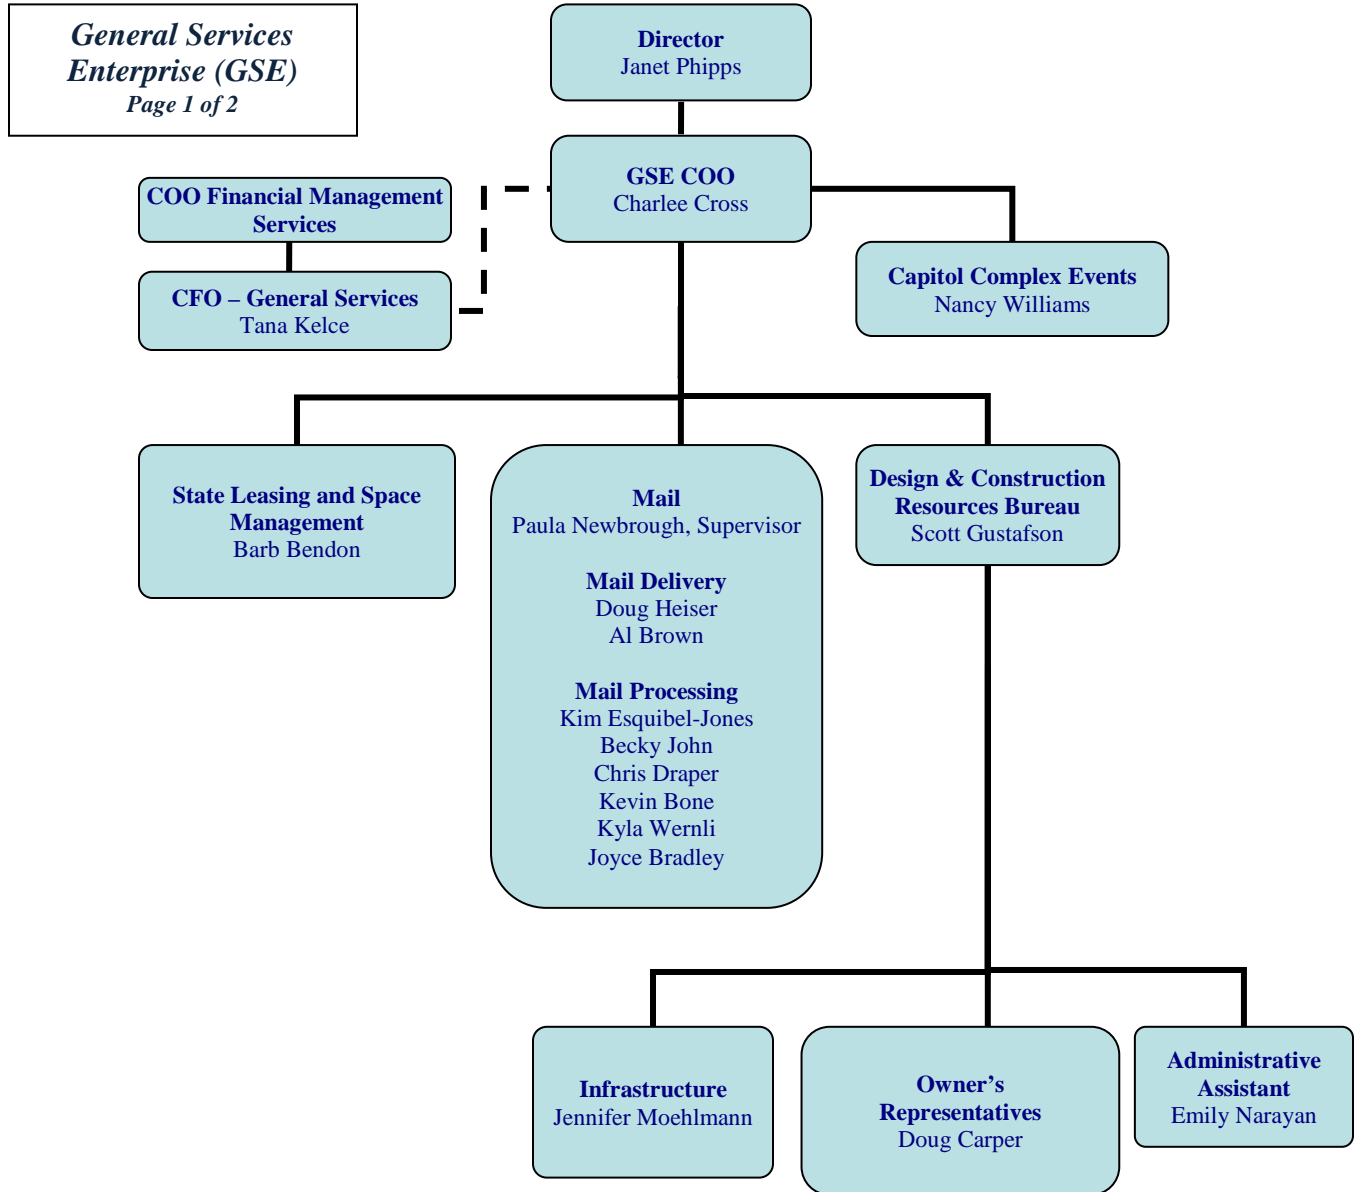 General Services
Enterprise (GSE)
Page 1 of 2
Director
Janet Phipps
GSE COO
Charlee Cross
COO Financial Management
Services
CFO – General Services
Tana Kelce
Capitol Complex Events
Nancy Williams
State Leasing and Space
Management
Barb Bendon
Mail
Paula Newbrough, Supervisor
Mail Delivery
Doug Heiser
Al Brown
Mail Processing
Kim Esquibel-Jones
Becky John
Chris Draper
Kevin Bone
Kyla Wernli
Joyce Bradley
Design & Construction
Resources Bureau
Scott Gustafson
Infrastructure
Jennifer Moehlmann
Owner’s
Representatives
Doug Carper
Administrative
Assistant
Emily Narayan